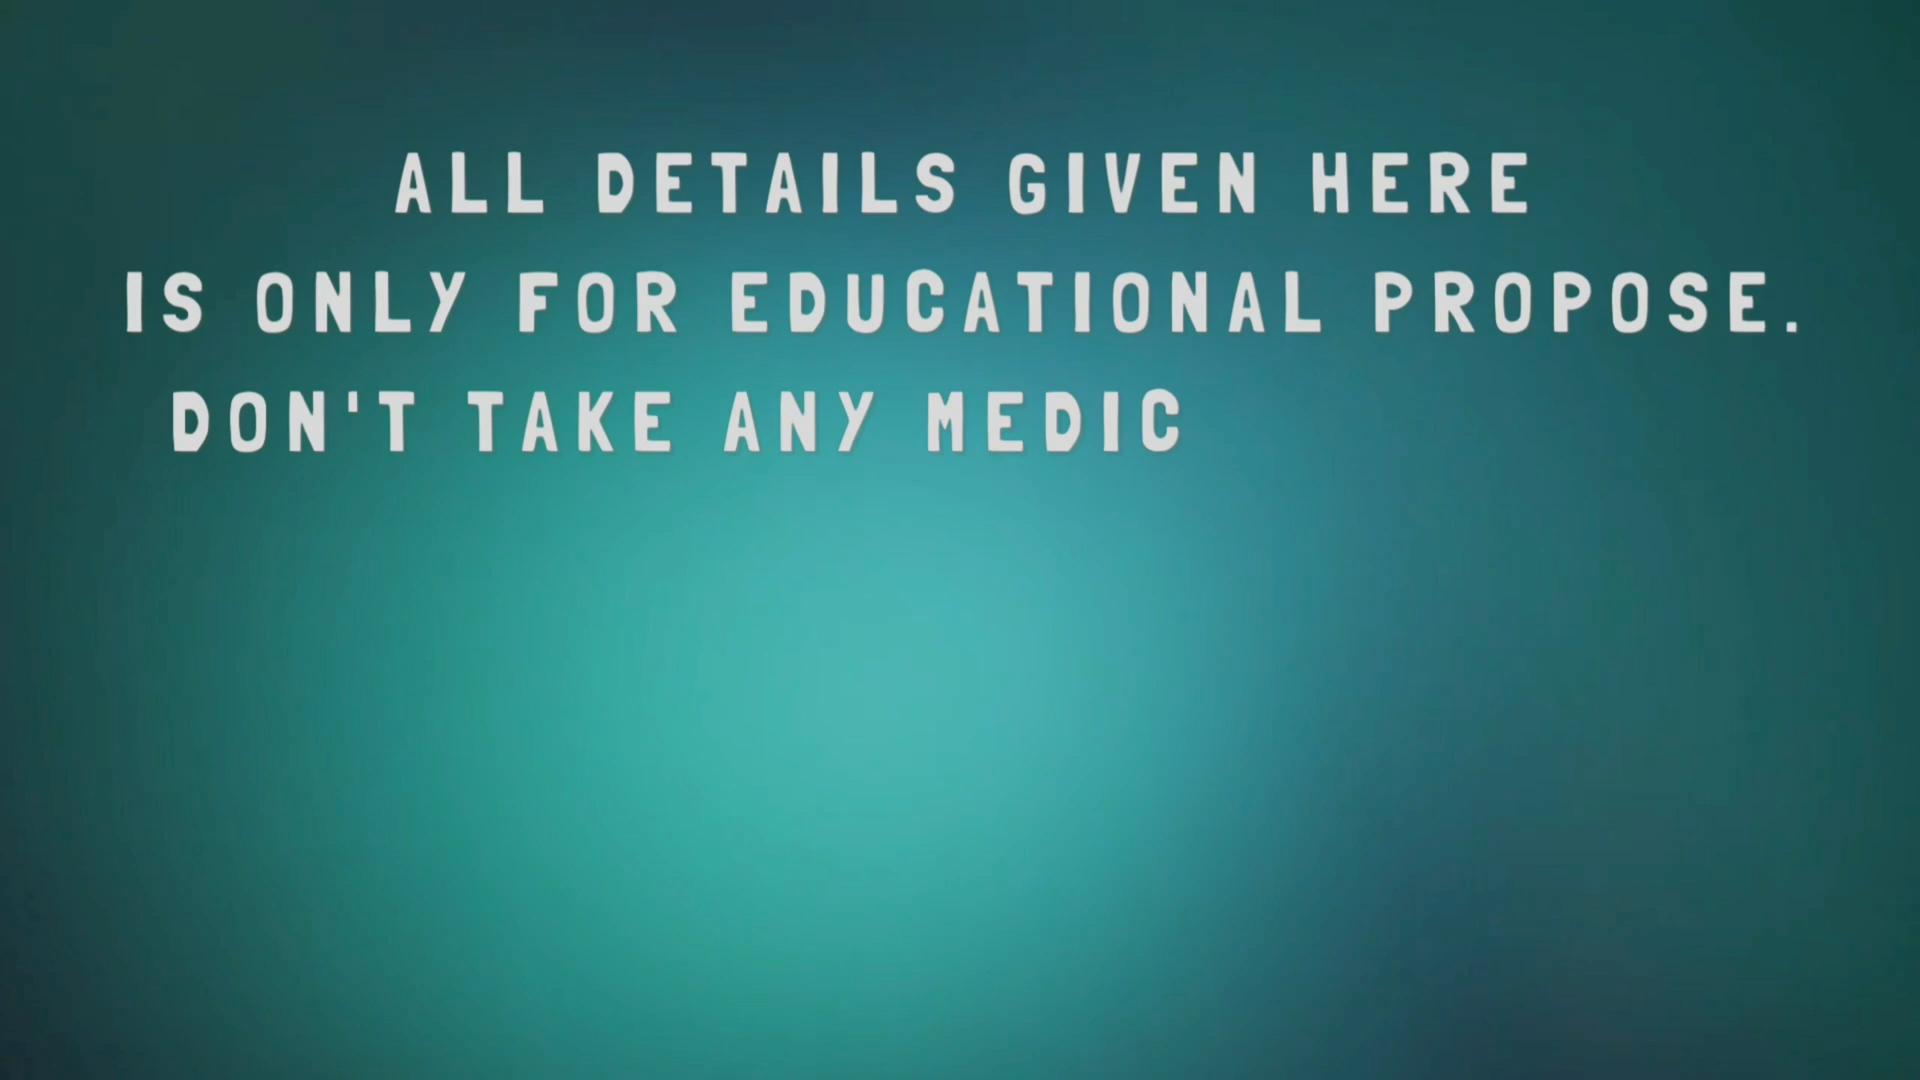 ALL DETAILS GIVEN HERE
IS ONLY FOR EDUCATIONAL PROPOSE.
DON'T TAKE ANY MEDIC